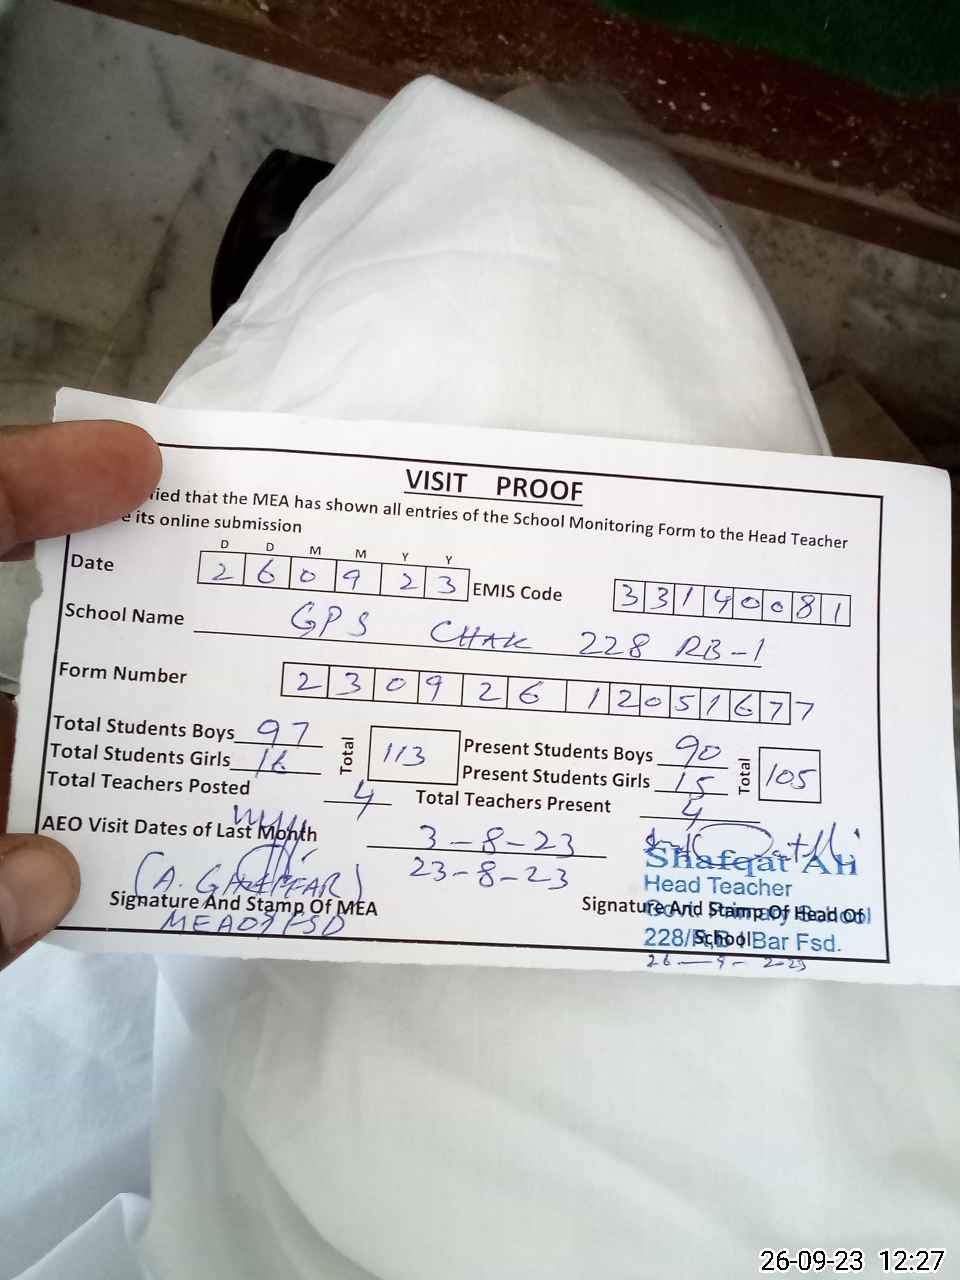 VISIT PROOF
ied that the MEA has shown all entries of the School Monitoring Form to the Head Teacher
e its online submission
D D M M Y Y
Date 2 6 0 9 2 3 EMIS Code 3 3 1 4 0 0 8 1
School Name GPS CHAK 228 RB-1
Form Number 2 3 0 9 2 6 1 2 0 5 1 6 7 7
Total Students Boys 97 Total 113 Present Students Boys 90 Total 105
Total Students Girls 16 Present Students Girls 15
Total Teachers Posted 4 Total Teachers Present 4
AEO Visit Dates of Last Month 3-8-23
23-8-23
(A. GHAFFAR)
Signature And Stamp Of MEA
MEA07 FSD
Shafqat Ali
Head Teacher
Govt. Primary School
228/R.B-I Bar Fsd.
Signature And Stamp Of Head Of
School
26-9-2023
26-09-23 12:27